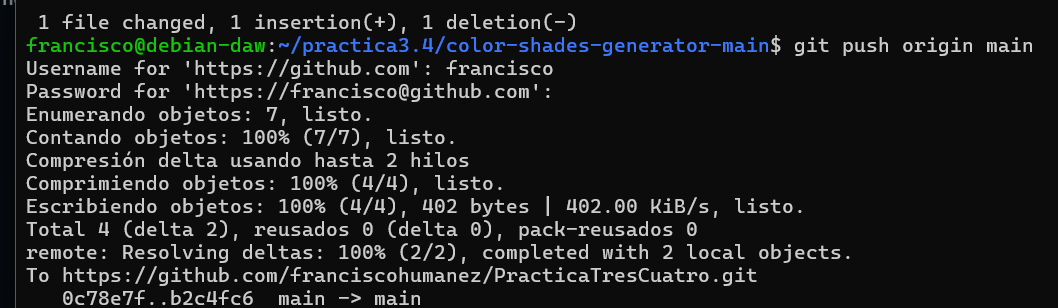 1 file changed, 1 insertion(+), 1 deletion(-)
francisco@debian-daw:~/practica3.4/color-shades-generator-main$ git push origin main
Username for 'https://github.com': francisco
Password for 'https://francisco@github.com':
Enumerando objetos: 7, listo.
Contando objetos: 100% (7/7), listo.
Compresión delta usando hasta 2 hilos
Comprimiendo objetos: 100% (4/4), listo.
Escribiendo objetos: 100% (4/4), 402 bytes | 402.00 KiB/s, listo.
Total 4 (delta 2), reusados 0 (delta 0), pack-reusados 0
remote: Resolving deltas: 100% (2/2), completed with 2 local objects.
To https://github.com/franciscohumanez/PracticaTresCuatro.git
0c78e7f..b2c4fc6 main -> main